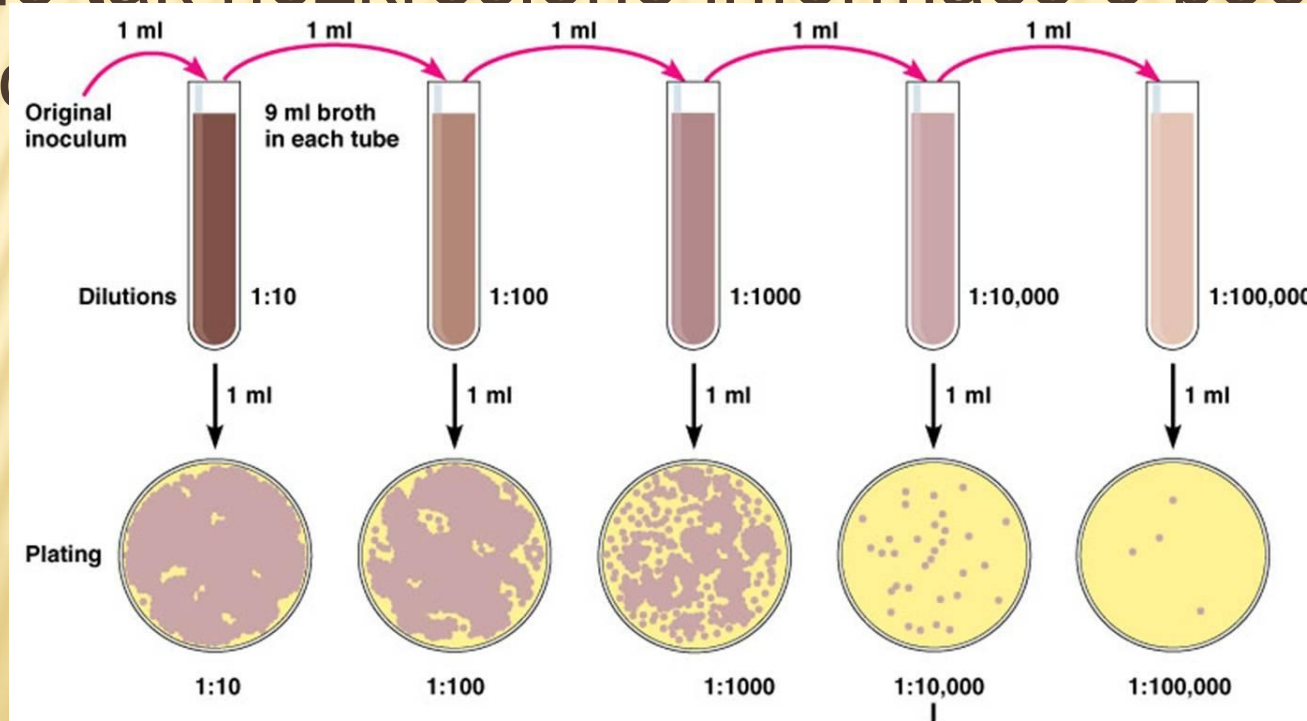 1 ml
1 ml
1 ml
1 ml
1 ml
Original
inoculum
9 ml broth
in each tube
Dilutions
1:10
1:100
1:1000
1:10,000
1:100,000
1 ml
1 ml
1 ml
1 ml
1 ml
Plating
1:10
1:100
1:1000
1:10,000
1:100,000